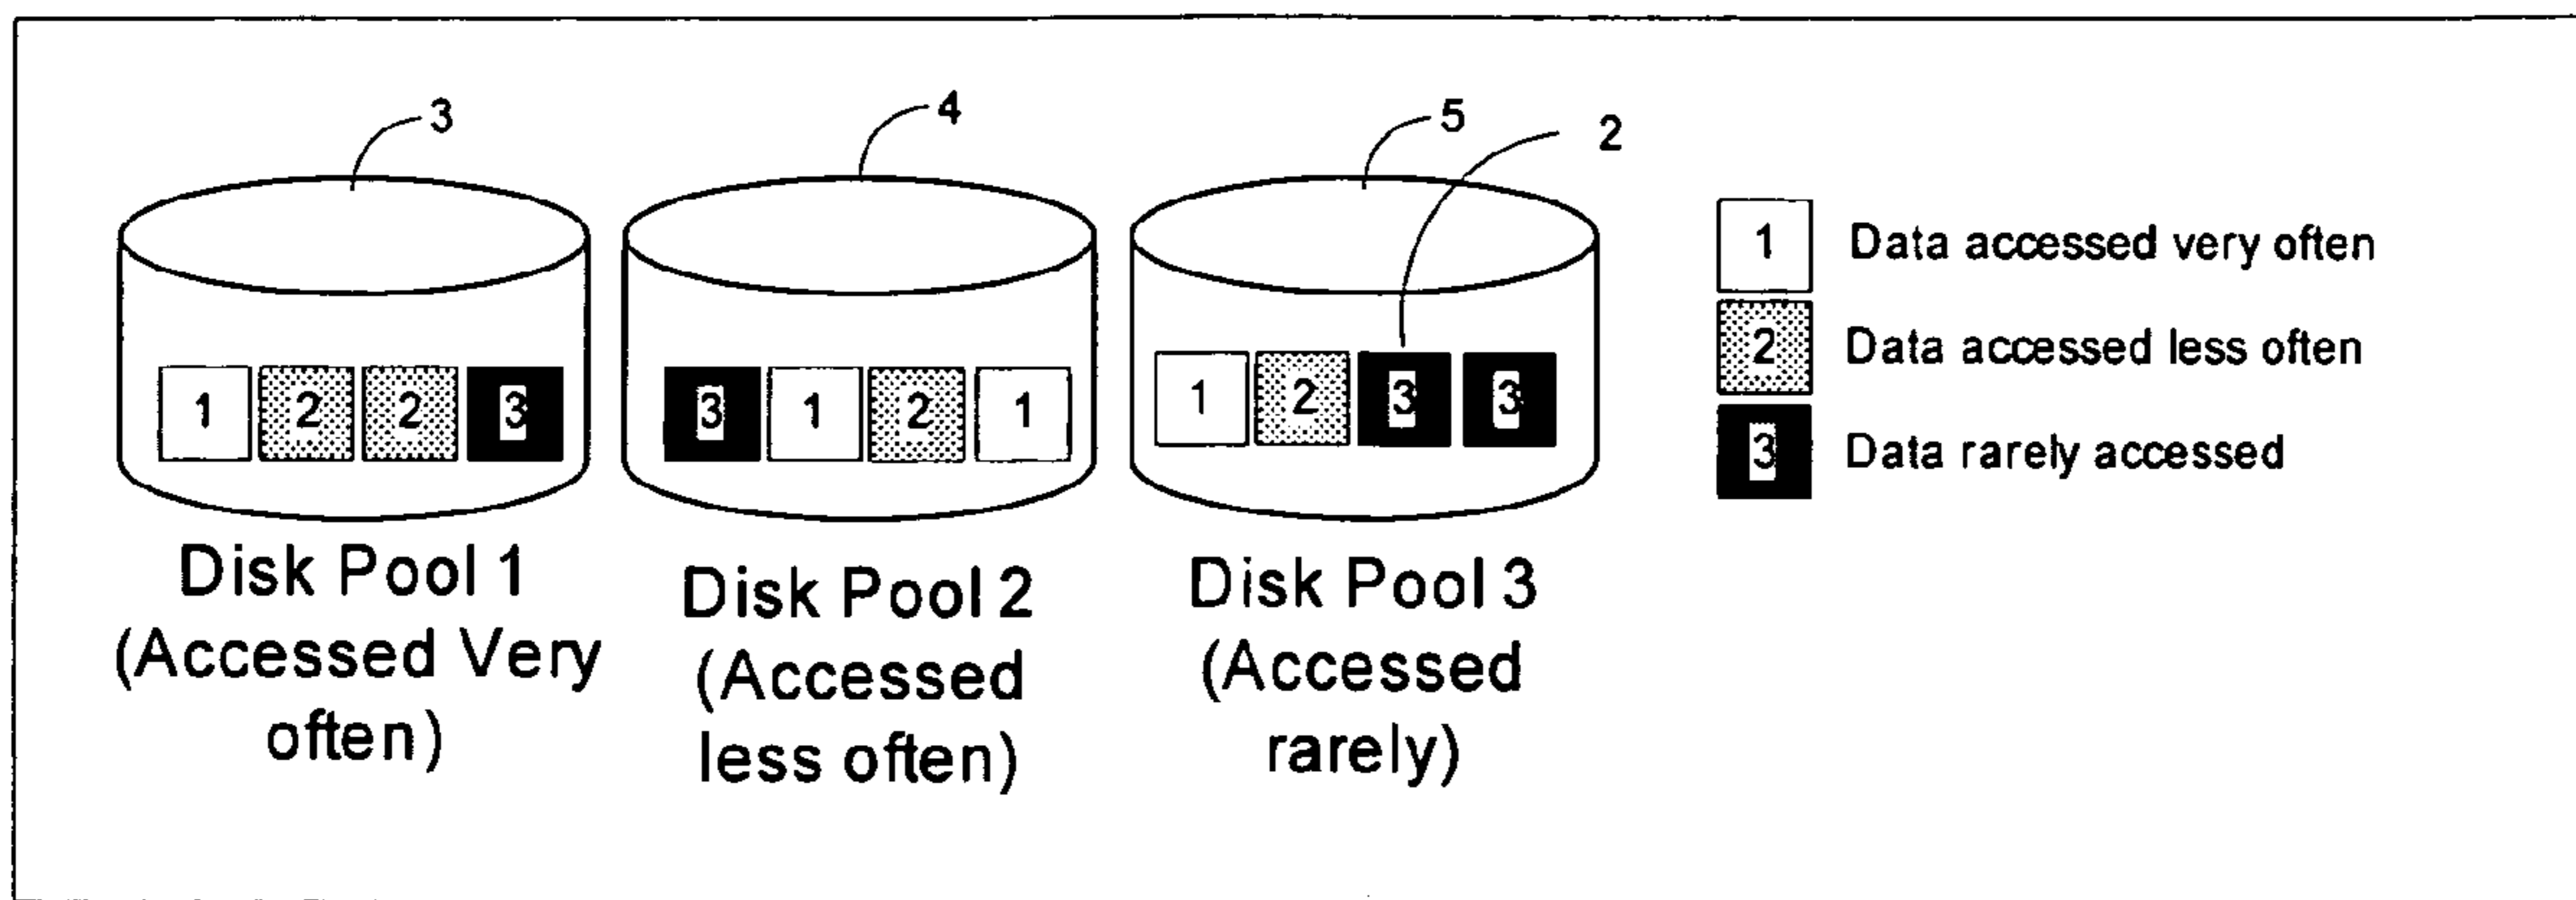 3
4
5
2
1 2 2 3
3 1 2 1
1 2 3 3
1 Data accessed very often
2 Data accessed less often
3 Data rarely accessed
Disk Pool 1
(Accessed Very
often)
Disk Pool 2
(Accessed
less often)
Disk Pool 3
(Accessed
rarely)